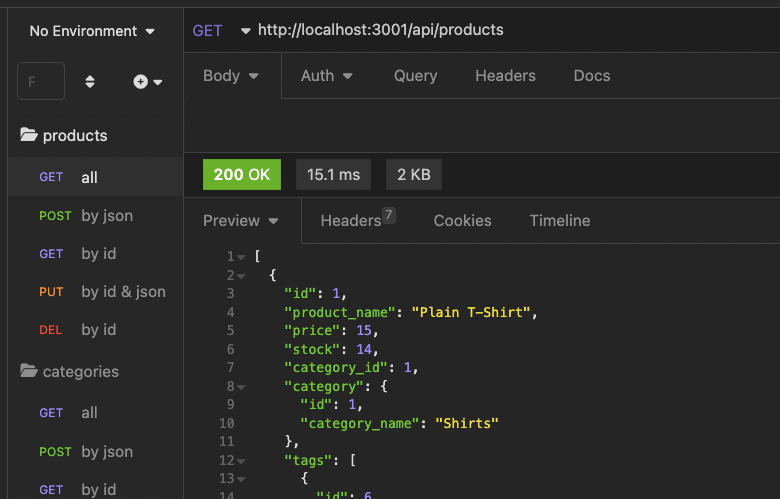 No Environment
GET http://localhost:3001/api/products
F
Body Auth Query Headers Docs
products
GET all
POST by json
GET by id
PUT by id & json
DEL by id
categories
GET all
POST by json
GET by id
200 OK 15.1 ms 2 KB
Preview Headers 7 Cookies Timeline
1 [
2 {
3 "id": 1,
4 "product_name": "Plain T-Shirt",
5 "price": 15,
6 "stock": 14,
7 "category_id": 1,
8 "category": {
9 "id": 1,
10 "category_name": "Shirts"
11 },
12 "tags": [
13 {
14 "id": 6,